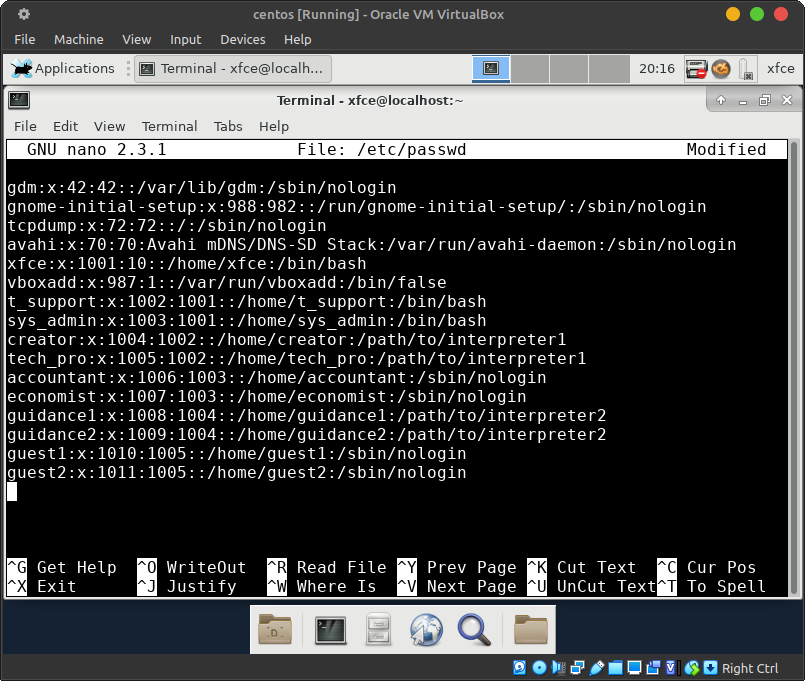 centos [Running] - Oracle VM VirtualBox
File Machine View Input Devices Help
Applications Terminal - xfce@localh... 20:16 xfce
Terminal - xfce@localhost:~
File Edit View Terminal Tabs Help
GNU nano 2.3.1 File: /etc/passwd Modified
gdm:x:42:42::/var/lib/gdm:/sbin/nologin
gnome-initial-setup:x:988:982::/run/gnome-initial-setup/:/sbin/nologin
tcpdump:x:72:72::/:/sbin/nologin
avahi:x:70:70:Avahi mDNS/DNS-SD Stack:/var/run/avahi-daemon:/sbin/nologin
xfce:x:1001:10::/home/xfce:/bin/bash
vboxadd:x:987:1::/var/run/vboxadd:/bin/false
t_support:x:1002:1001::/home/t_support:/bin/bash
sys_admin:x:1003:1001::/home/sys_admin:/bin/bash
creator:x:1004:1002::/home/creator:/path/to/interpreter1
tech_pro:x:1005:1002::/home/tech_pro:/path/to/interpreter1
accountant:x:1006:1003::/home/accountant:/sbin/nologin
economist:x:1007:1003::/home/economist:/sbin/nologin
guidance1:x:1008:1004::/home/guidance1:/path/to/interpreter2
guidance2:x:1009:1004::/home/guidance2:/path/to/interpreter2
guest1:x:1010:1005::/home/guest1:/sbin/nologin
guest2:x:1011:1005::/home/guest2:/sbin/nologin
^G Get Help ^O WriteOut ^R Read File ^Y Prev Page ^K Cut Text ^C Cur Pos
^X Exit ^J Justify ^W Where Is ^V Next Page ^U UnCut Text ^T To Spell
Right Ctrl